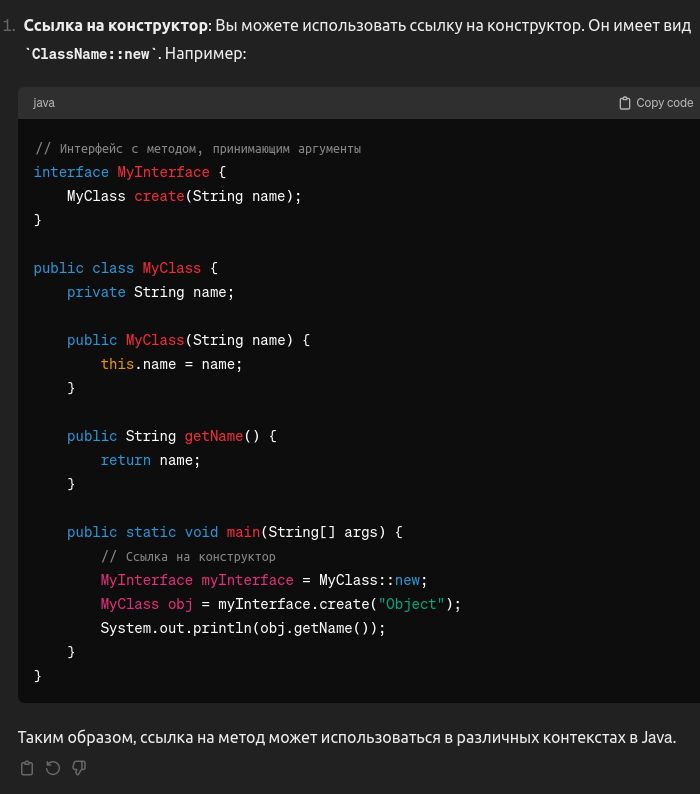 1. Ссылка на конструктор: Вы можете использовать ссылку на конструктор. Он имеет вид
`ClassName::new`. Например:
java Copy code
// Интерфейс с методом, принимающим аргументы
interface MyInterface {
    MyClass create(String name);
}
public class MyClass {
    private String name;
    public MyClass(String name) {
        this.name = name;
    }
    public String getName() {
        return name;
    }
    public static void main(String[] args) {
        // Ссылка на конструктор
        MyInterface myInterface = MyClass::new;
        MyClass obj = myInterface.create("Object");
        System.out.println(obj.getName());
    }
}
Таким образом, ссылка на метод может использоваться в различных контекстах в Java.